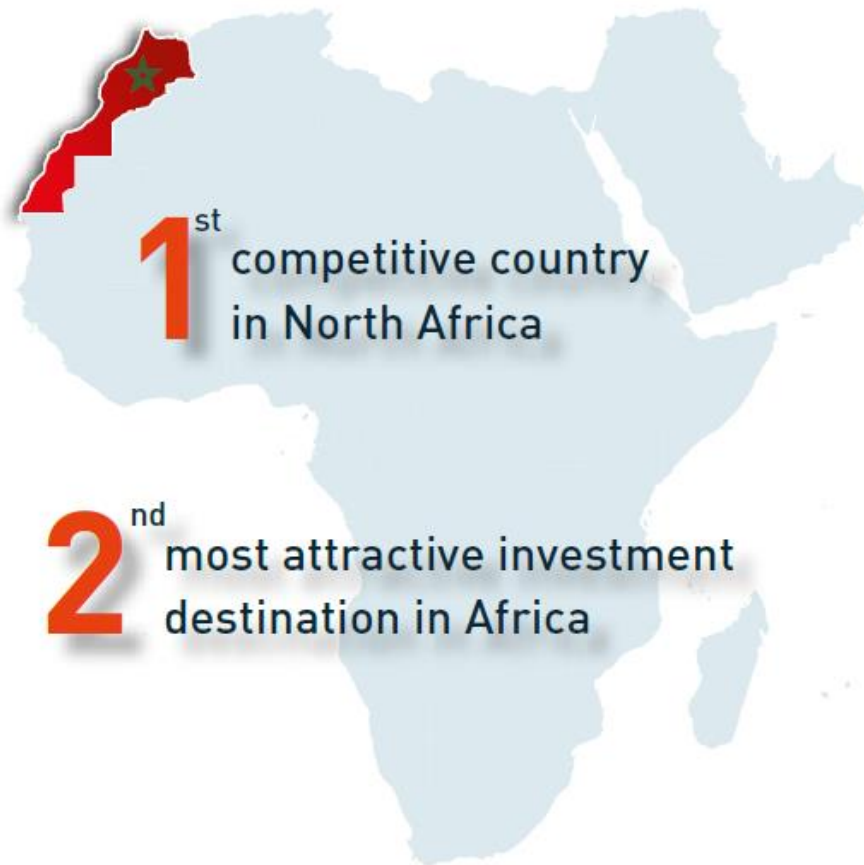 1st
competitive country
in North Africa
2nd
most attractive investment
destination in Africa